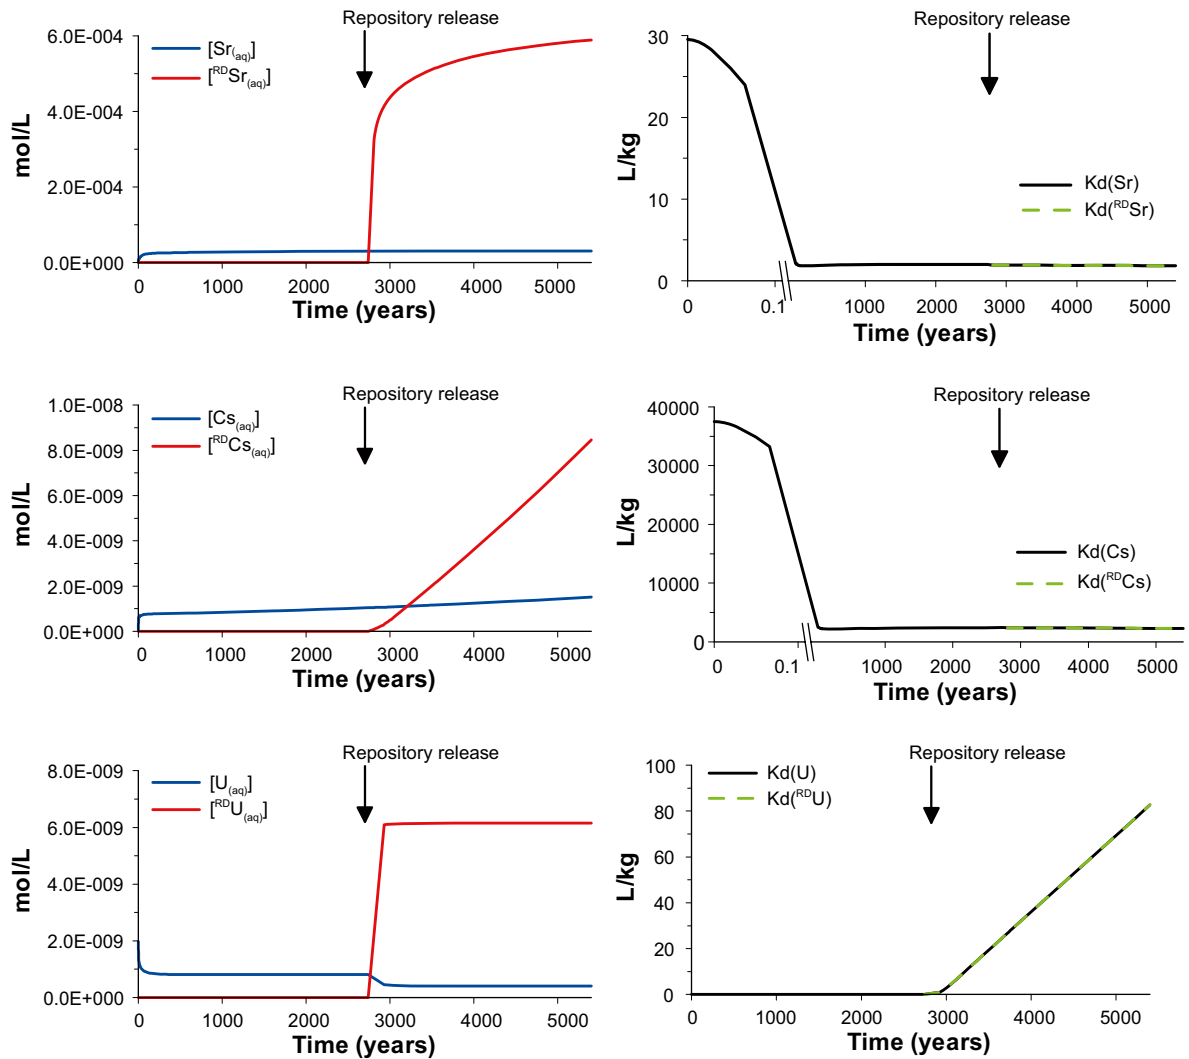 Repository release
6.0E-004
4.0E-004
2.0E-004
0.0E+000
mol/L
[Sr(aq)]
[RDSr(aq)]
0 1000 2000 3000 4000 5000
Time (years)
Repository release
30
20
10
0
L/kg
Kd(Sr)
Kd(RDSr)
0 0.1 1000 2000 3000 4000 5000
Time (years)
Repository release
1.0E-008
8.0E-009
6.0E-009
4.0E-009
2.0E-009
0.0E+000
mol/L
[Cs(aq)]
[RDCs(aq)]
0 1000 2000 3000 4000 5000
Time (years)
Repository release
40000
30000
20000
10000
0
L/kg
Kd(Cs)
Kd(RDCs)
0 0.1 1000 2000 3000 4000 5000
Time (years)
Repository release
8.0E-009
6.0E-009
4.0E-009
2.0E-009
0.0E+000
mol/L
[U(aq)]
[RDU(aq)]
0 1000 2000 3000 4000 5000
Time (years)
Repository release
100
80
60
40
20
0
L/kg
Kd(U)
Kd(RDU)
0 1000 2000 3000 4000 5000
Time (years)